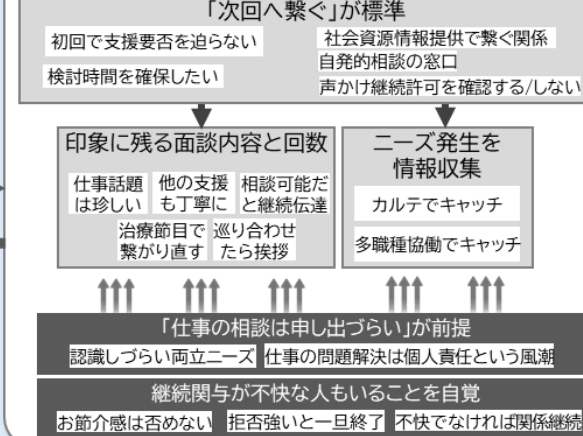 「次回へ繋ぐ」が標準
初回で支援要否を迫らない
検討時間を確保したい
社会資源情報提供で繋ぐ関係
自発的相談の窓口
声かけ継続許可を確認する/しない
印象に残る面談内容と回数
仕事話題
は珍しい
他の支援
も丁寧に
相談可能だ
と継続伝達
治療節目で
繋がり直す
巡り合わせ
たら挨拶
ニーズ発生を
情報収集
カルテでキャッチ
多職種協働でキャッチ
「仕事の相談は申し出づらい」が前提
認識しづらい両立ニーズ
仕事の問題解決は個人責任という風潮
継続関与が不快な人もいることを自覚
お節介感は否めない
拒否強いと一旦終了
不快でなければ関係継続